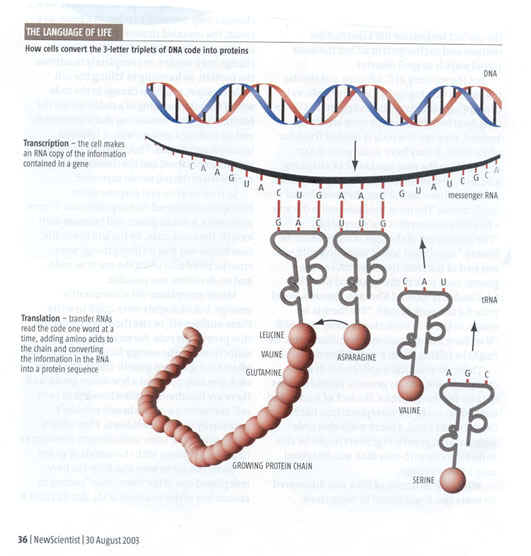 THE LANGUAGE OF LIFE
How cells convert the 3-letter triplets of DNA code into proteins
DNA
Transcription – the cell makes
an RNA copy of the information
contained in a gene
C A A G U A C U G A A C G U A U C G C A
messenger RNA
G A C U U G
C A U
tRNA
Translation – transfer RNAs
read the code one word at a
time, adding amino acids to
the chain and converting
the information in the RNA
into a protein sequence
LEUCINE
VALINE
GLUTAMINE
ASPARAGINE
A G C
VALINE
GROWING PROTEIN CHAIN
SERINE
36 | NewScientist | 30 August 2003